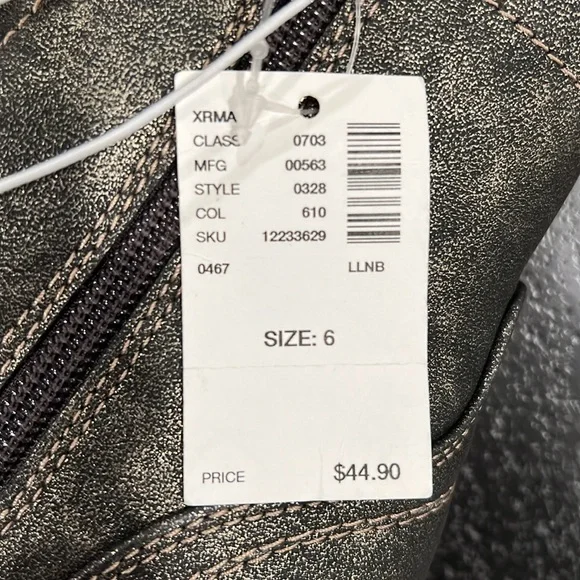 XRMA
CLASS 0703
MFG 00563
STYLE 0328
COL 610
SKU 12233629
0467 LLNB
SIZE: 6
PRICE $44.90